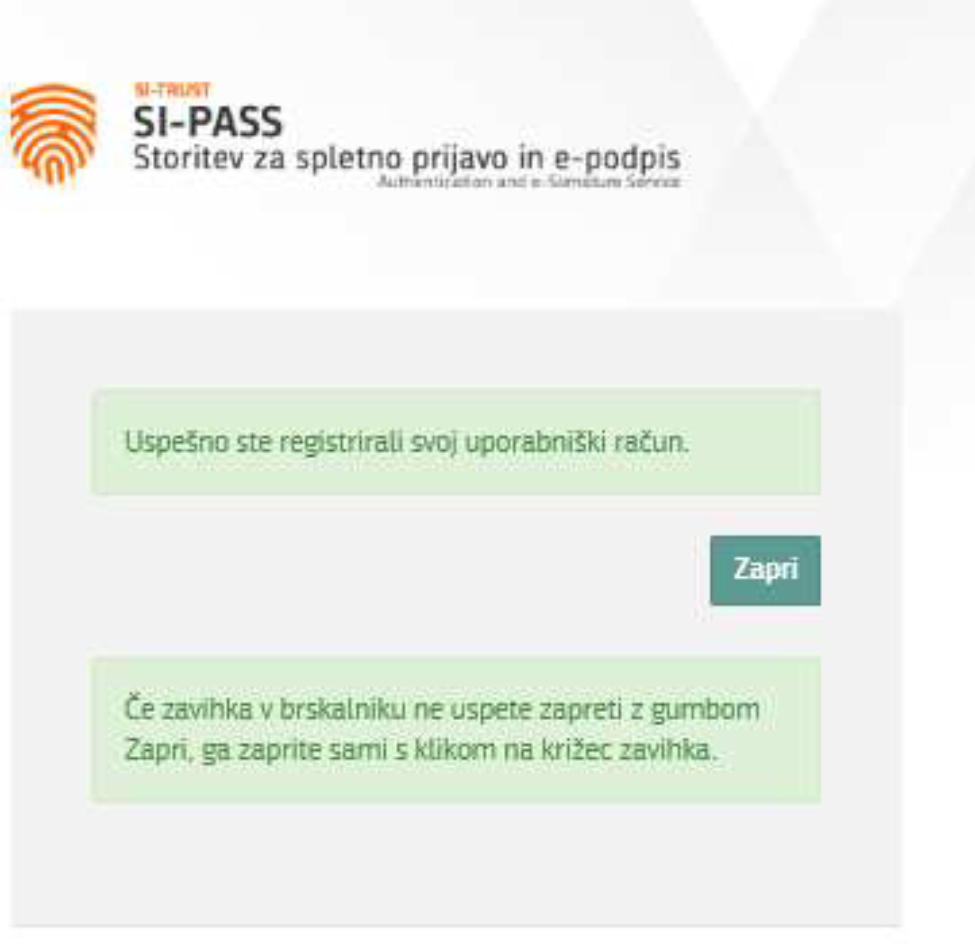 SI-TRUST
SI-PASS
Storitev za spletno prijavo in e-podpis
Authentication and e-Signature Service
Uspešno ste registrirali svoj uporabniški račun.
Zapri
Če zavihka v brskalniku ne uspete zapreti z gumbom
Zapri, ga zaprite sami s klikom na križec zavihka.